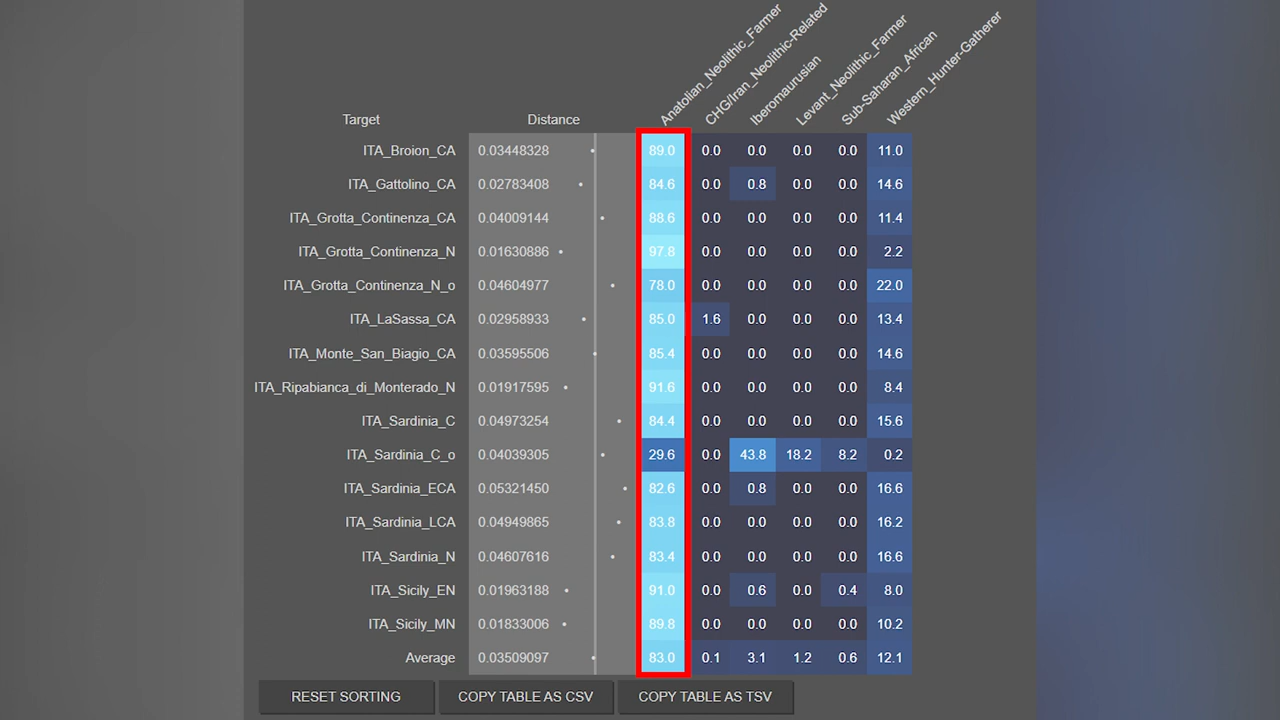 Anatolian_Neolithic_Farmer
CHG/Iran_Neolithic-Related
Iberomaurusian
Levant_Neolithic_Farmer
Sub-Saharan_African
Western_Hunter-Gatherer
Target Distance
ITA_Broion_CA 0.03448328 89.0 0.0 0.0 0.0 0.0 11.0
ITA_Gattolino_CA 0.02783408 84.6 0.0 0.8 0.0 0.0 14.6
ITA_Grotta_Continenza_CA 0.04009144 88.6 0.0 0.0 0.0 0.0 11.4
ITA_Grotta_Continenza_N 0.01630886 97.8 0.0 0.0 0.0 0.0 2.2
ITA_Grotta_Continenza_N_o 0.04604977 78.0 0.0 0.0 0.0 0.0 22.0
ITA_LaSassa_CA 0.02958933 85.0 1.6 0.0 0.0 0.0 13.4
ITA_Monte_San_Biagio_CA 0.03595506 85.4 0.0 0.0 0.0 0.0 14.6
ITA_Ripabianca_di_Monterado_N 0.01917595 91.6 0.0 0.0 0.0 0.0 8.4
ITA_Sardinia_C 0.04973254 84.4 0.0 0.0 0.0 0.0 15.6
ITA_Sardinia_C_o 0.04039305 29.6 0.0 43.8 18.2 8.2 0.2
ITA_Sardinia_ECA 0.05321450 82.6 0.0 0.8 0.0 0.0 16.6
ITA_Sardinia_LCA 0.04949865 83.8 0.0 0.0 0.0 0.0 16.2
ITA_Sardinia_N 0.04607616 83.4 0.0 0.0 0.0 0.0 16.6
ITA_Sicily_EN 0.01963188 91.0 0.0 0.6 0.0 0.4 8.0
ITA_Sicily_MN 0.01833006 89.8 0.0 0.0 0.0 0.0 10.2
Average 0.03509097 83.0 0.1 3.1 1.2 0.6 12.1
RESET SORTING COPY TABLE AS CSV COPY TABLE AS TSV